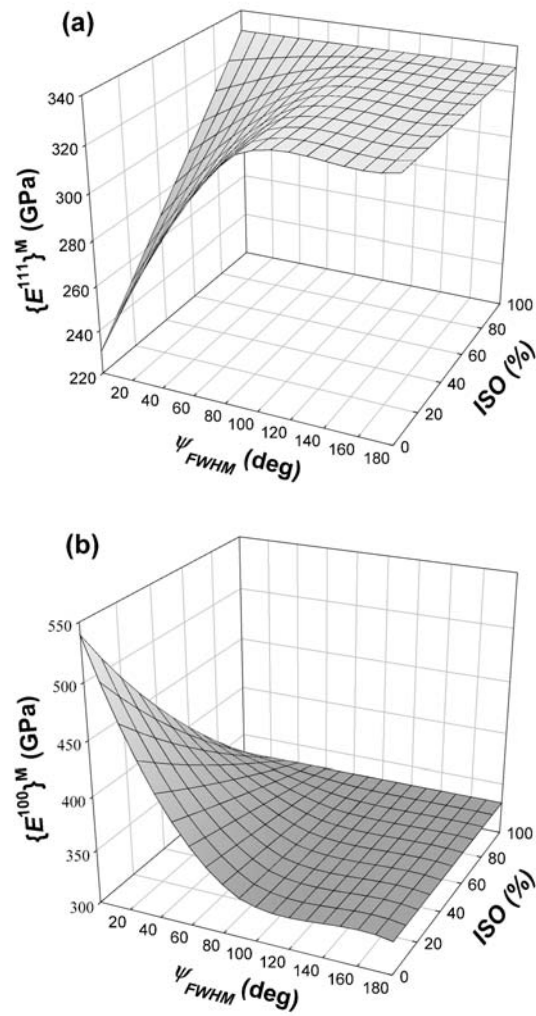 (a)
340
320
300
280
260
240
220
{E¹¹¹}ᴹ (GPa)
20 40 60 80 100 120 140 160 180
ψFWHM (deg)
0 20 40 60 80 100
ISO (%)
(b)
550
500
450
400
350
300
{E¹⁰⁰}ᴹ (GPa)
20 40 60 80 100 120 140 160 180
ψFWHM (deg)
0 20 40 60 80 100
ISO (%)